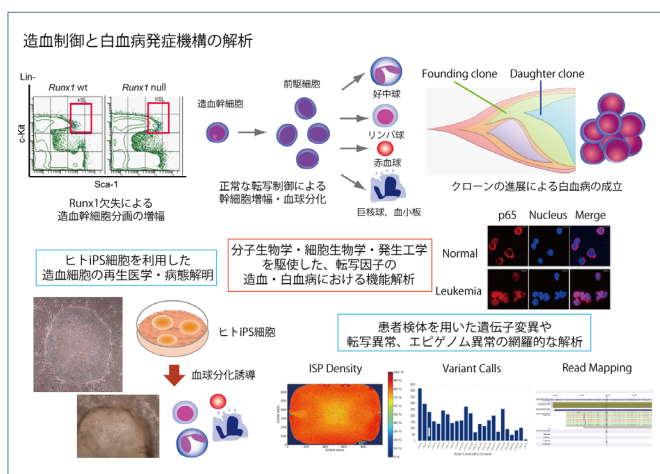 造血制御と白血病発症機構の解析
Lin-
Runx1 wt
Runx1 null
KSL
KSL
c-Kit
Sca-1
Runx1欠失による
造血幹細胞分画の増幅
造血幹細胞
前駆細胞
好中球
リンパ球
赤血球
巨核球，血小板
正常な転写制御による
幹細胞増幅・血球分化
Founding clone
Daughter clone
クローンの進展による白血病の成立
p65
Nucleus
Merge
Normal
Leukemia
ヒトiPS細胞を利用した
造血細胞の再生医学・病態解明
分子生物学・細胞生物学・発生工学
を駆使した、転写因子の
造血・白血病における機能解析
ヒトiPS細胞
血球分化誘導
患者検体を用いた遺伝子変異や
転写異常、エピゲノム異常の網羅的な解析
ISP Density
Variant Calls
Read Mapping